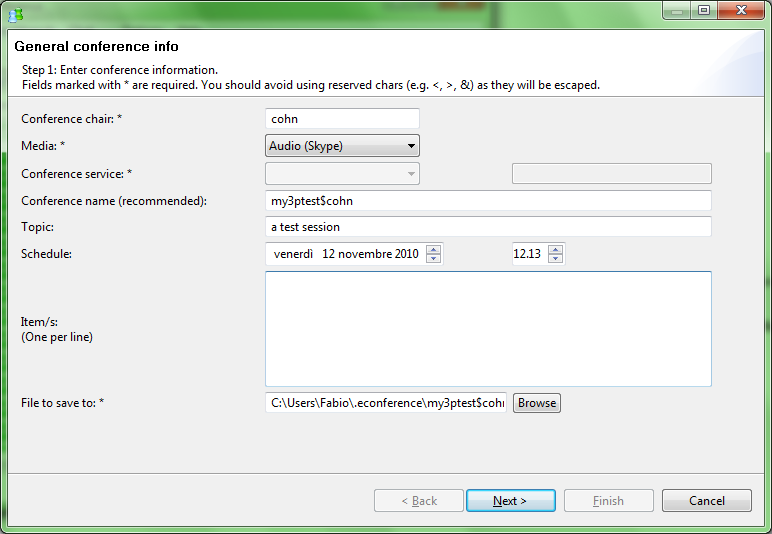 General conference info
Step 1: Enter conference information.
Fields marked with * are required. You should avoid using reserved chars (e.g. <, >, &) as they will be escaped.
Conference chair: * cohn
Media: * Audio (Skype)
Conference service: *
Conference name (recommended): my3ptest$cohn
Topic: a test session
Schedule: venerdì 12 novembre 2010 12.13
Item/s:
(One per line)
File to save to: * C:\Users\Fabio\.econference\my3ptest$cohn Browse
< Back Next > Finish Cancel